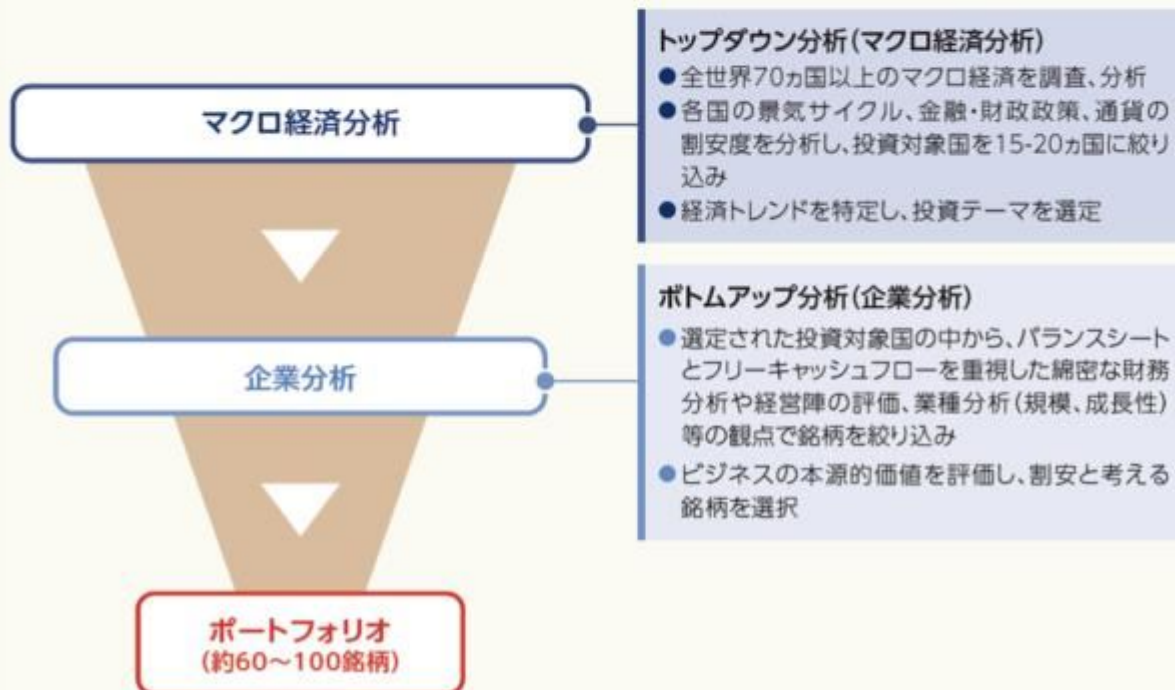 マクロ経済分析
トップダウン分析(マクロ経済分析)
●全世界70ヵ国以上のマクロ経済を調査、分析
●各国の景気サイクル、金融・財政政策、通貨の
割安度を分析し、投資対象国を15-20ヵ国に絞り
込み
●経済トレンドを特定し、投資テーマを選定
企業分析
ボトムアップ分析(企業分析)
●選定された投資対象国の中から、バランスシート
とフリーキャッシュフローを重視した綿密な財務
分析や経営陣の評価、業種分析(規模、成長性)
等の観点で銘柄を絞り込み
●ビジネスの本源的価値を評価し、割安と考える
銘柄を選択
ポートフォリオ
(約60〜100銘柄)